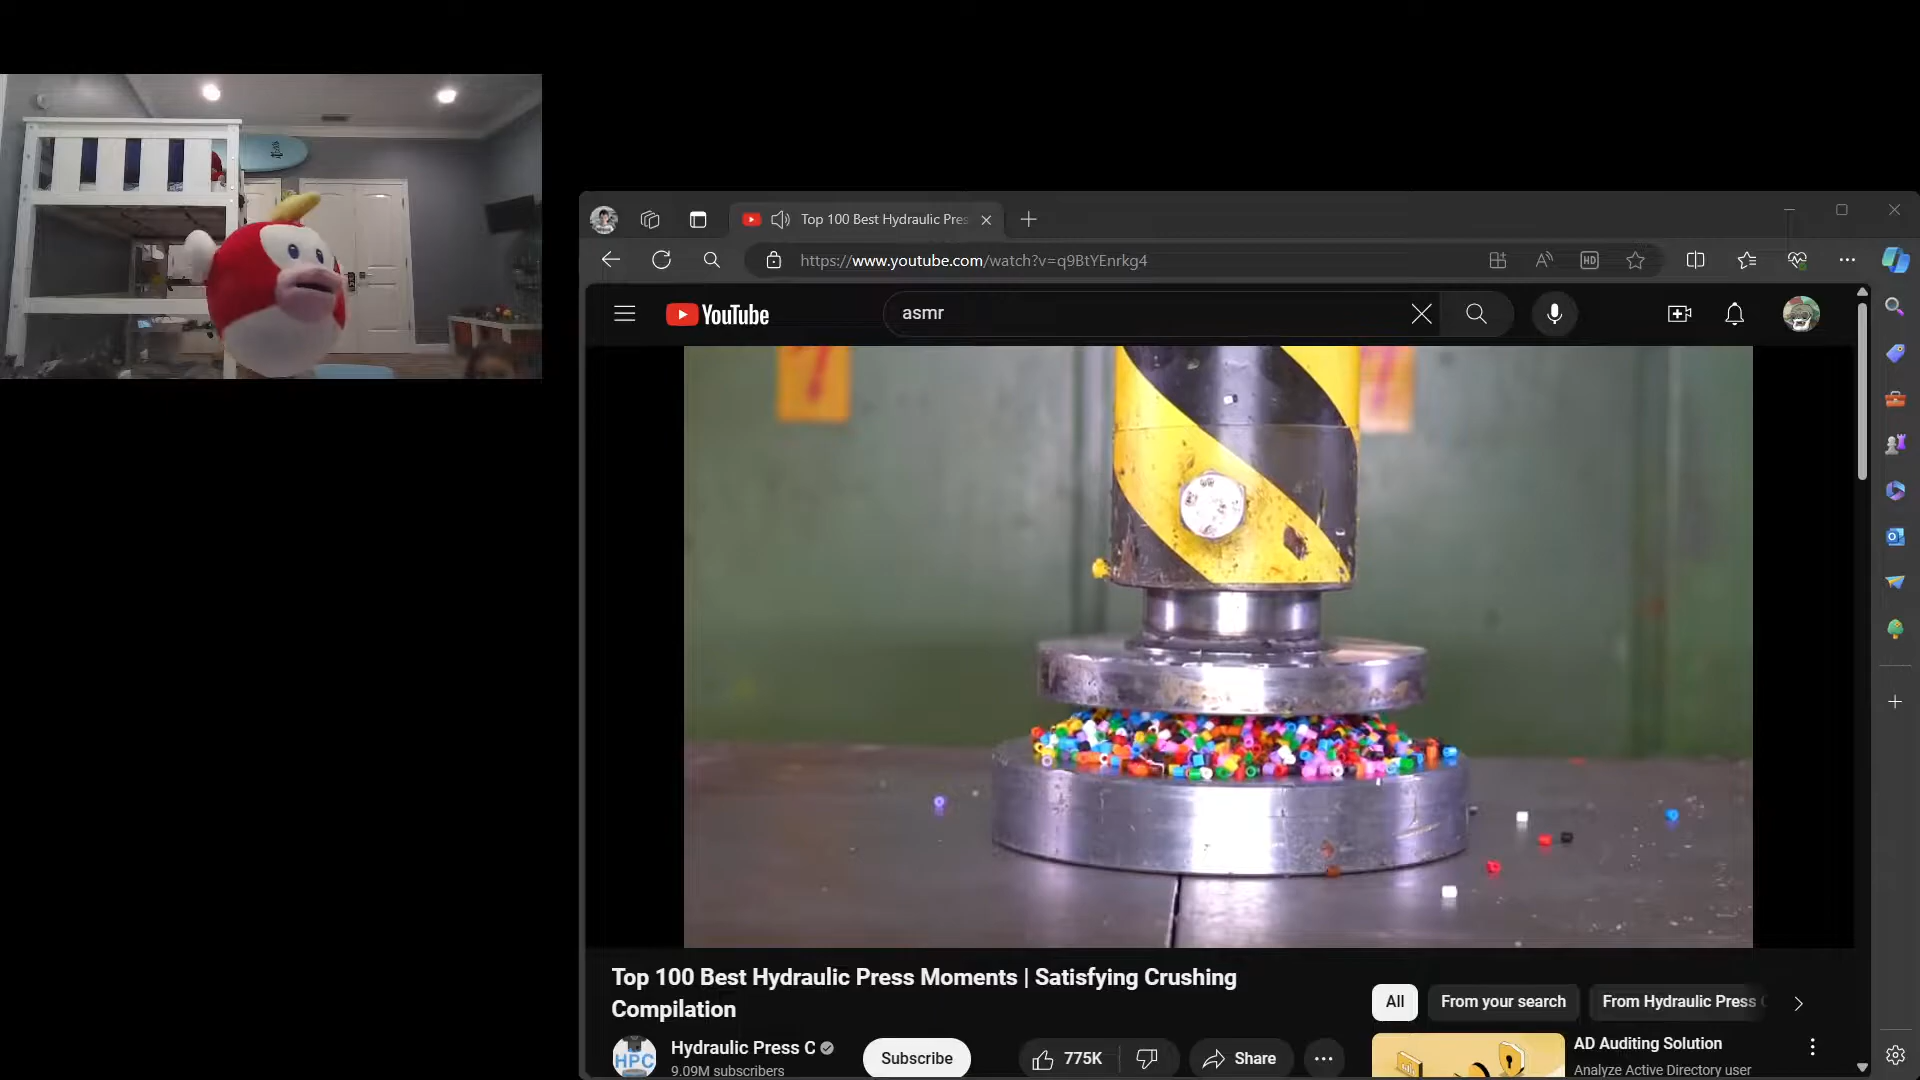 Top 100 Best Hydraulic Pres
https://www.youtube.com/watch?v=q9BtYEnrkg4
HD
YouTube
asmr
Top 100 Best Hydraulic Press Moments | Satisfying Crushing
Compilation
All
From your search
From Hydraulic Press C
HPC
Hydraulic Press C
9.09M subscribers
Subscribe
775K
Share
AD Auditing Solution
Analyze Active Directory user